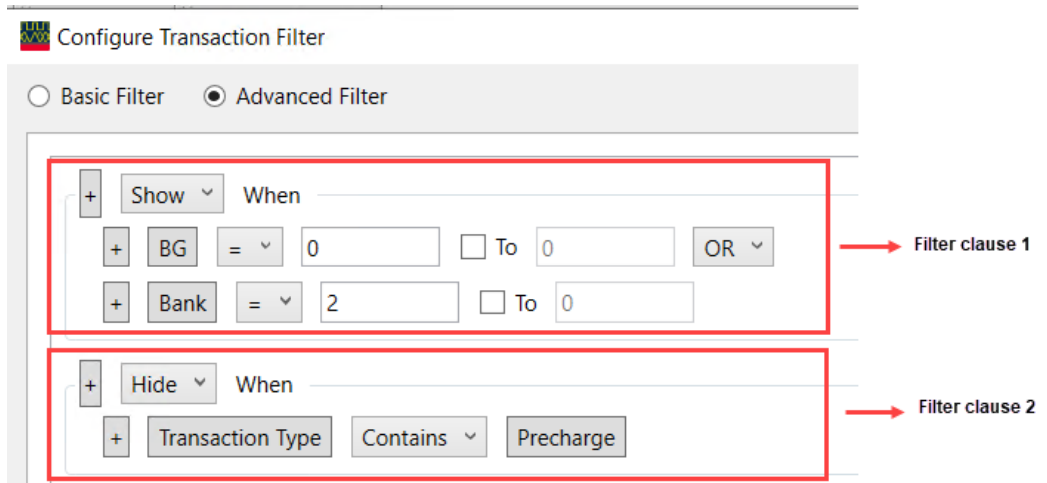 Configure Transaction Filter
Basic Filter Advanced Filter
+ Show When
+ BG = 0 To 0 OR
Filter clause 1
+ Bank = 2 To 0
+ Hide When
Filter clause 2
+ Transaction Type Contains Precharge